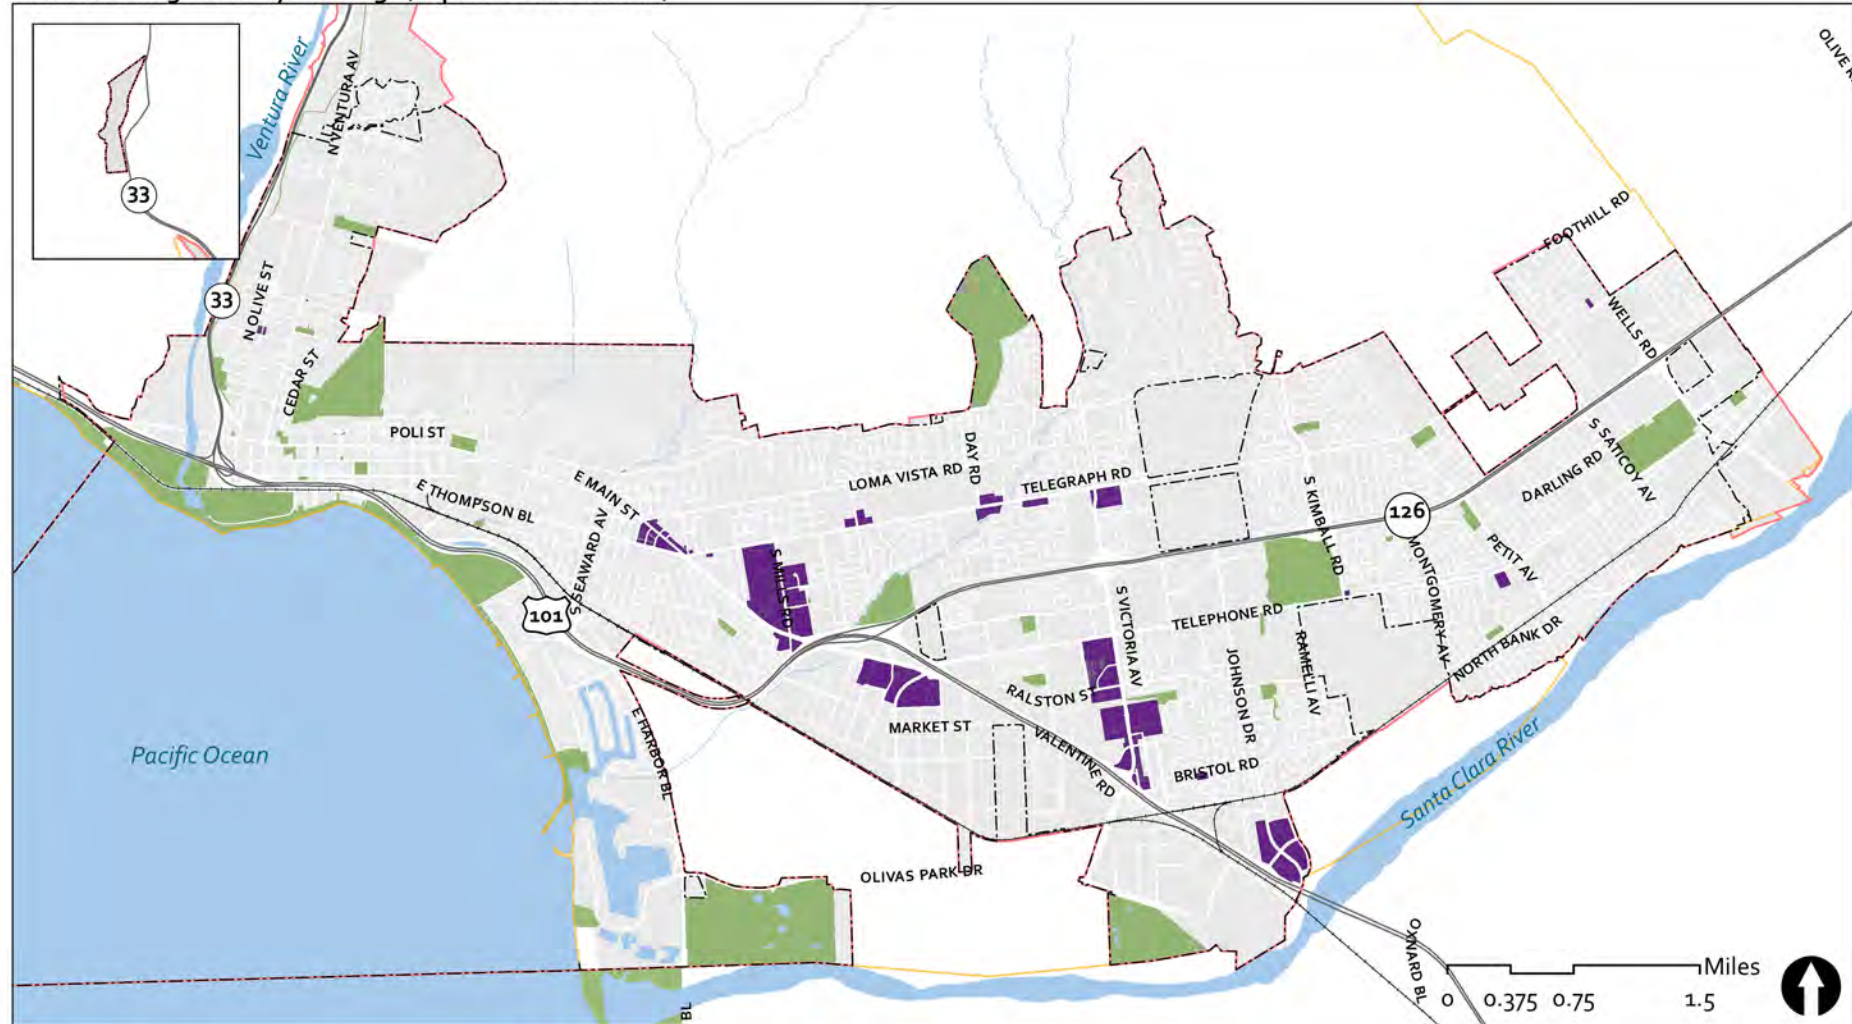 OLIVE
Ventura River
N VENTURA AV
33
FOOTHILL RD
33
N OLIVE ST
WELLS RD
CEDAR ST
POLI ST
DAY RD
S SATICOY AV
E MAIN ST
LOMA VISTA RD
TELEGRAPH RD
DARLING RD
E THOMPSON BL
S KIMBALL RD
126
S SEAWARD AV
S MILLS RD
MONTGOMERY AV
PETIT AV
101
S VICTORIA AV
TELEPHONE RD
RAMELLI AV
JOHNSON DR
NORTH BANK DR
RALSTON ST
E HARBOR BL
MARKET ST
VALENTINE RD
Pacific Ocean
BRISTOL RD
Santa Clara River
OLIVAS PARK DR
OXNARD BL
Miles
0 0.375 0.75 1.5
BL